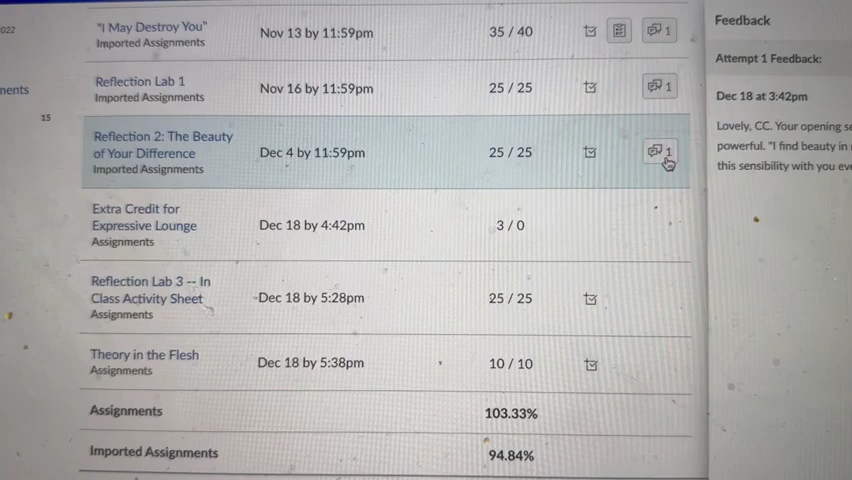 022
"I May Destroy You"
Imported Assignments
Nov 13 by 11:59pm
35 / 40
1
Reflection Lab 1
Imported Assignments
Nov 16 by 11:59pm
25 / 25
1
ments
15
Reflection 2: The Beauty
of Your Difference
Imported Assignments
Dec 4 by 11:59pm
25 / 25
1
Extra Credit for
Expressive Lounge
Assignments
Dec 18 by 4:42pm
3 / 0
Reflection Lab 3 -- In
Class Activity Sheet
Assignments
Dec 18 by 5:28pm
25 / 25
Theory in the Flesh
Assignments
Dec 18 by 5:38pm
10 / 10
Assignments
103.33%
Imported Assignments
94.84%
Feedback
Attempt 1 Feedback:
Dec 18 at 3:42pm
Lovely, CC. Your opening se
powerful. "I find beauty in
this sensibility with you eve